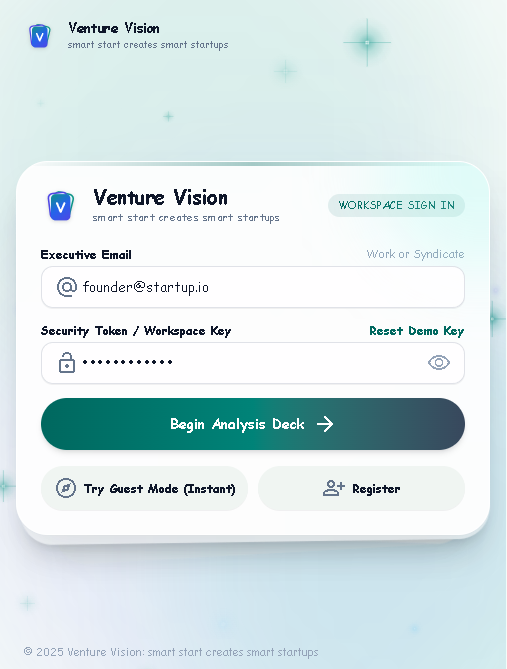 Venture Vision
smart start creates smart startups
V
Venture Vision
smart start creates smart startups
WORKSPACE SIGN IN
V
Executive Email
Work or Syndicate
founder@startup.io
Security Token / Workspace Key
Reset Demo Key
••••••••••••
Begin Analysis Deck →
Try Guest Mode (Instant)
Register
© 2025 Venture Vision: smart start creates smart startups